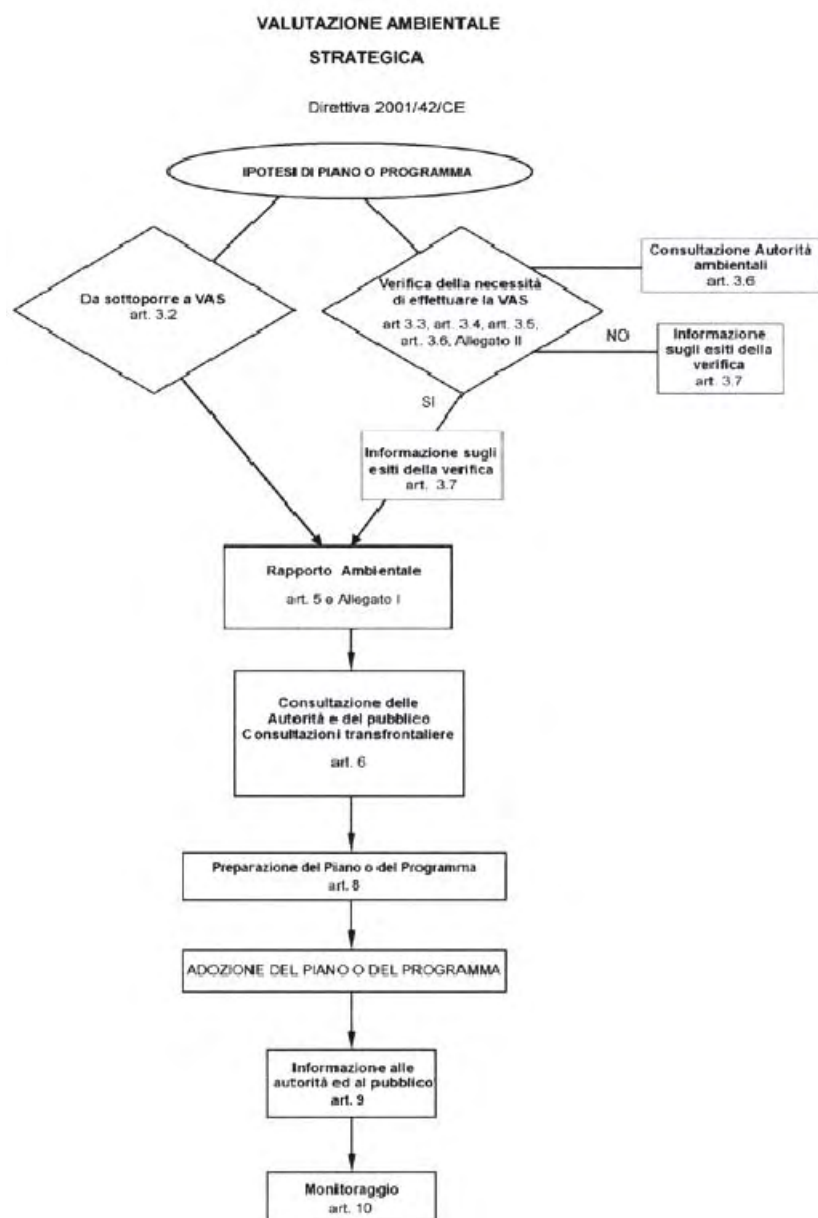 VALUTAZIONE AMBIENTALE
STRATEGICA
Direttiva 2001/42/CE
IPOTESI DI PIANO O PROGRAMMIA
Da sottoporre a VAS
art. 3.2
Verifica della necessità
di effettuare la VAS
art 3.3, art. 3.4, art. 3.5,
art. 3.6, Allegato II
Consultazione Autorità
ambientali
art. 3.6
NO
Informazione
sugli esiti della
verifica
art. 3.7
SI
Informazione sugli
esiti della verifica
art. 3.7
Rapporto Ambientale
art. 5 e Allegato I
Consultazione delle
Autorità e del pubblico
Consultazioni transfrontaliere
art. 6
Preparazione del Piano o del Programma
art. 8
ADOZIONE DEL PIANO O DEL PROGRAMMA
Informazione alle
autorità ed al pubblico
art. 9
Monitoraggio
art. 10